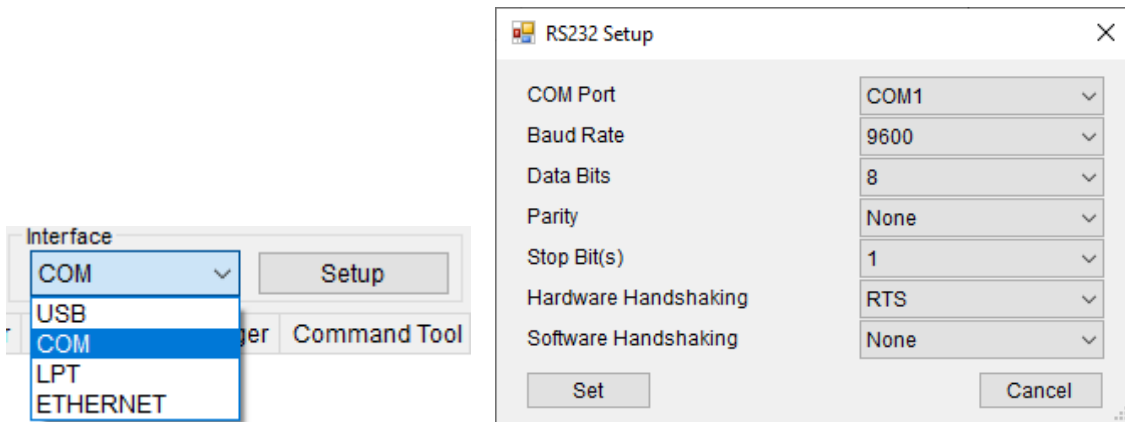 Interface
COM
Setup
USB
COM
LPT
ETHERNET
Command Tool
RS232 Setup
COM Port COM1
Baud Rate 9600
Data Bits 8
Parity None
Stop Bit(s) 1
Hardware Handshaking RTS
Software Handshaking None
Set Cancel